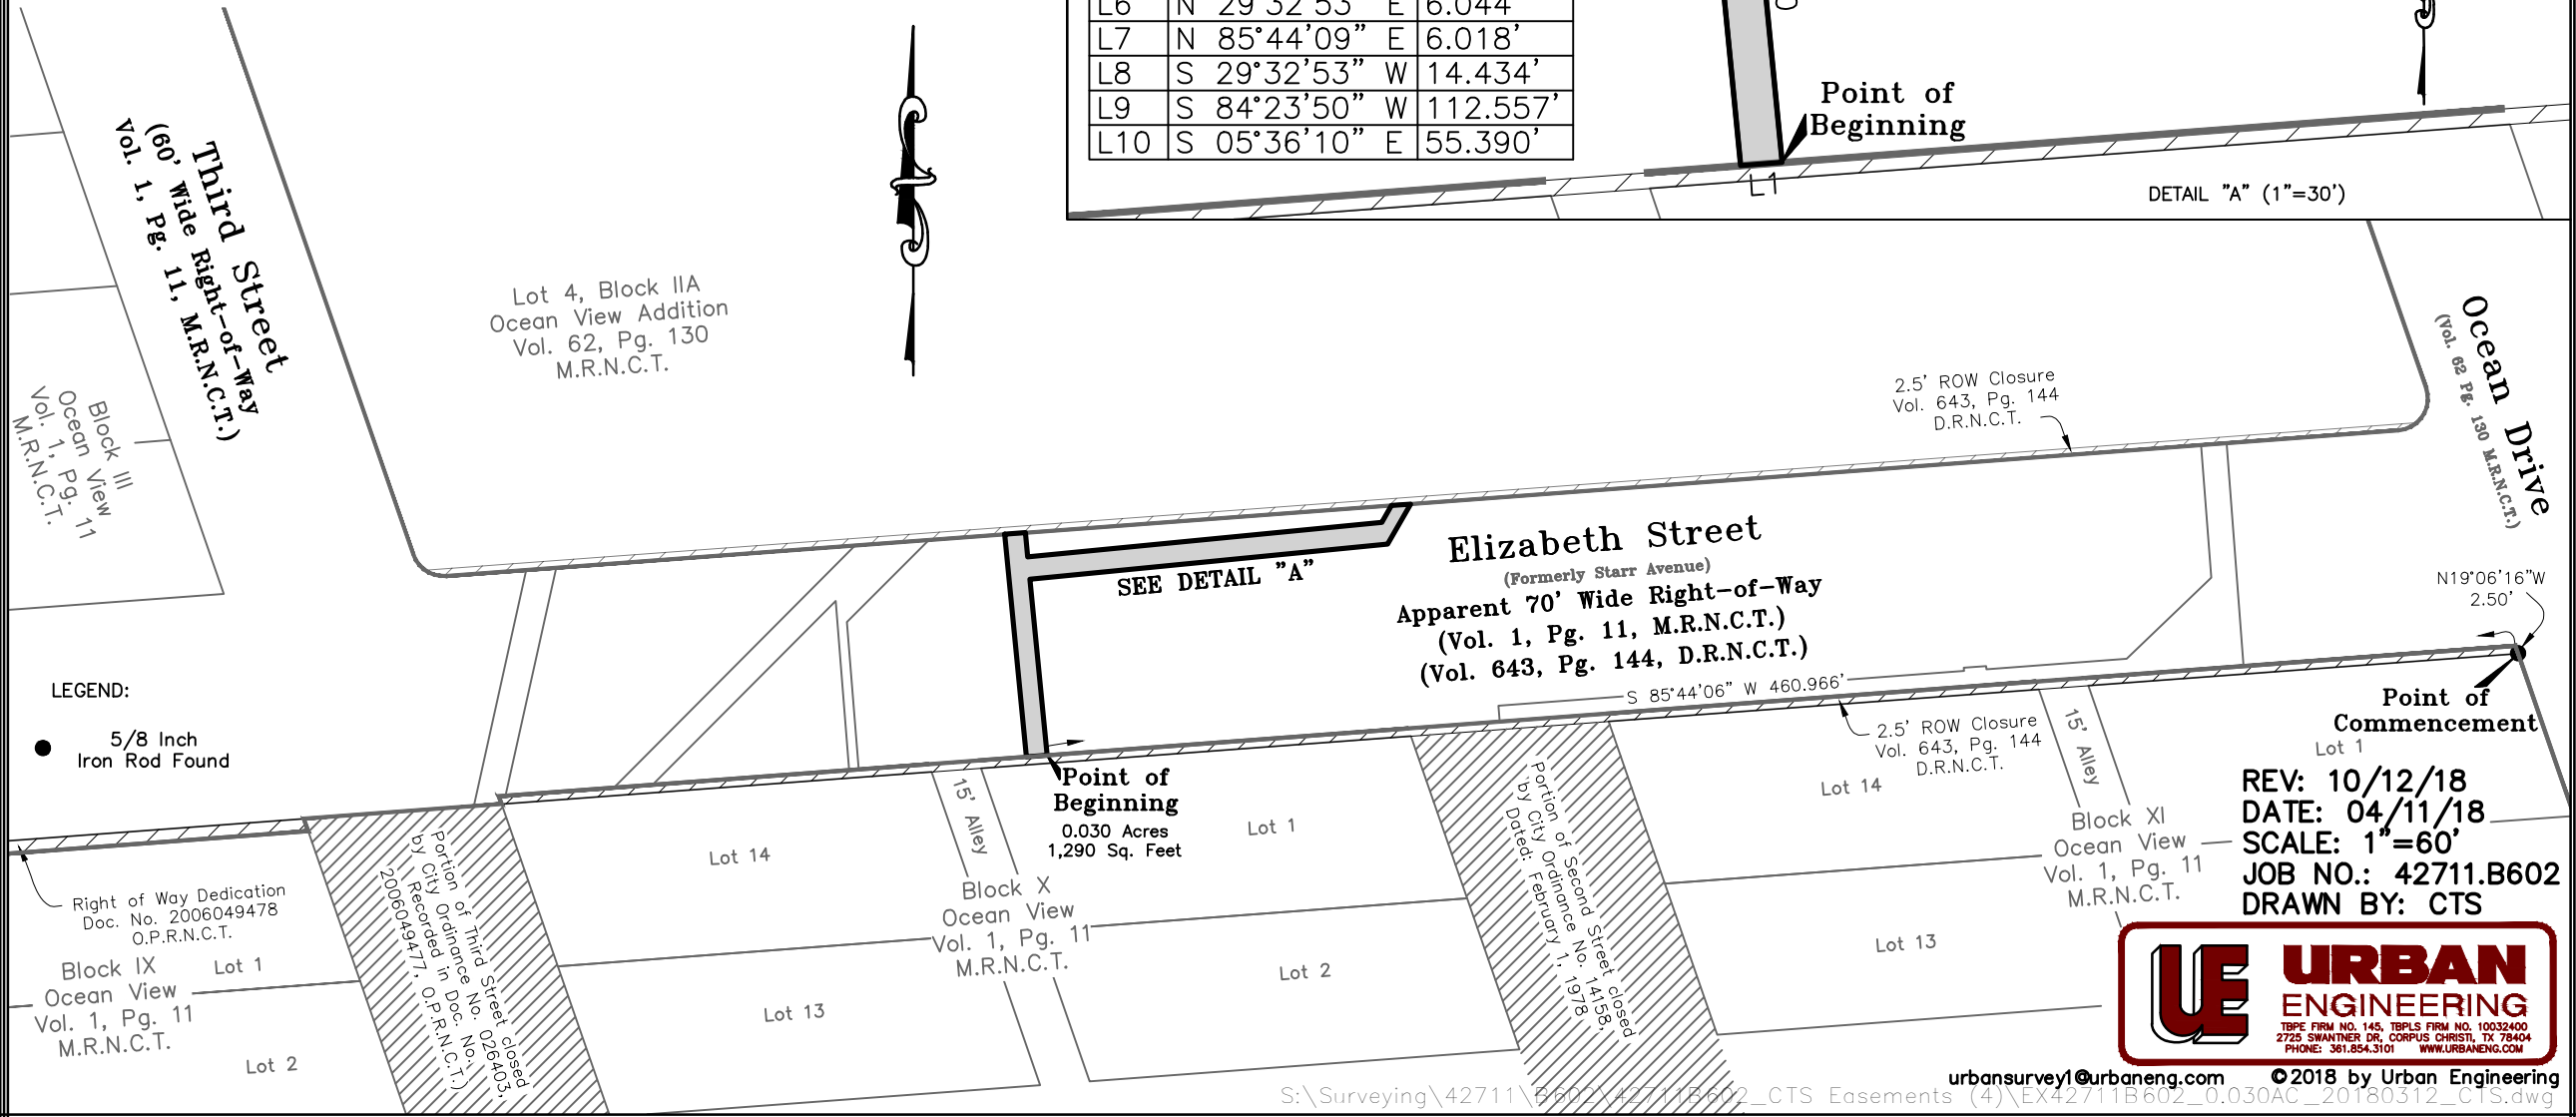 L6 N 29°32'53" E 6.044'
L7 N 85°44'09" E 6.018'
L8 S 29°32'53" W 14.434'
L9 S 84°23'50" W 112.557'
L10 S 05°36'10" E 55.390'
Point of
Beginning
L1
DETAIL "A" (1"=30')
Third Street
(60' Wide Right-of-Way
Vol. 1, Pg. 11, M.R.N.C.T.)
Lot 4, Block IIA
Ocean View Addition
Vol. 62, Pg. 130
M.R.N.C.T.
Block III
Ocean View
Vol. 1, Pg. 11
M.R.N.C.T.
2.5' ROW Closure
Vol. 643, Pg. 144
D.R.N.C.T.
Ocean Drive
(Vol. 62 Pg. 130 M.R.N.C.T.)
SEE DETAIL "A"
Elizabeth Street
(Formerly Starr Avenue)
Apparent 70' Wide Right-of-Way
(Vol. 1, Pg. 11, M.R.N.C.T.)
(Vol. 643, Pg. 144, D.R.N.C.T.)
S 85°44'06" W 460.966'
N19°06'16"W
2.50'
Point of
Commencement
LEGEND:
5/8 Inch
Iron Rod Found
2.5' ROW Closure
Vol. 643, Pg. 144
D.R.N.C.T.
15' Alley
Lot 1
Lot 14
Block XI
Ocean View
Vol. 1, Pg. 11
M.R.N.C.T.
Lot 13
Point of
Beginning
0.030 Acres
1,290 Sq. Feet
15' Alley
Lot 1
Lot 14
Block X
Ocean View
Vol. 1, Pg. 11
M.R.N.C.T.
Lot 2
Lot 13
Portion of Second Street closed
by City Ordinance No. 14158,
Dated: February 1, 1978
Portion of Third Street closed
by City Ordinance No. 026403,
Recorded in Doc. No.
2006049477, O.P.R.N.C.T.)
Right of Way Dedication
Doc. No. 2006049478
O.P.R.N.C.T.
Block IX
Ocean View
Vol. 1, Pg. 11
M.R.N.C.T.
Lot 1
Lot 2
REV: 10/12/18
DATE: 04/11/18
SCALE: 1"=60'
JOB NO.: 42711.B602
DRAWN BY: CTS
UE URBAN
ENGINEERING
TBPE FIRM NO. 145, TBPLS FIRM NO. 10032400
2725 SWANTNER DR, CORPUS CHRISTI, TX 78404
PHONE: 361.854.3101 WWW.URBANENG.COM
urbansurvey1@urbaneng.com ©2018 by Urban Engineering
S:\Surveying\42711\B602\42711B602_CTS Easements (4)\EX42711B602_0.030AC_20180312_CTS.dwg